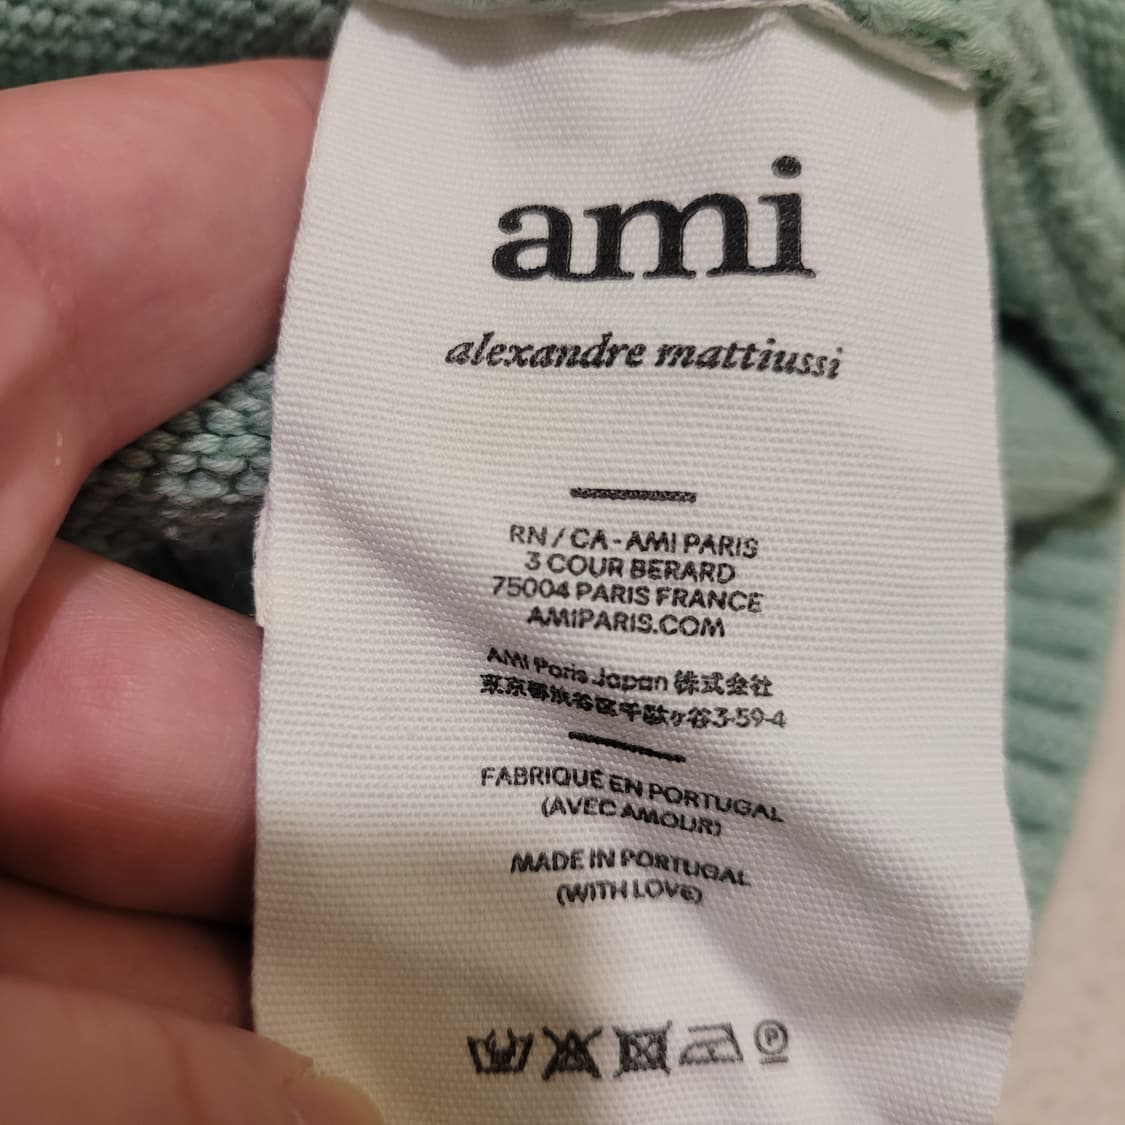 ami
alexandre mattiussi
RN / CA - AMI PARIS
3 COUR BERARD
75004 PARIS FRANCE
AMIPARIS.COM
AMI Paris Japan 株式会社
東京都渋谷区千駄ヶ谷3-59-4
FABRIQUÉ EN PORTUGAL
(AVEC AMOUR)
MADE IN PORTUGAL
(WITH LOVE)
P